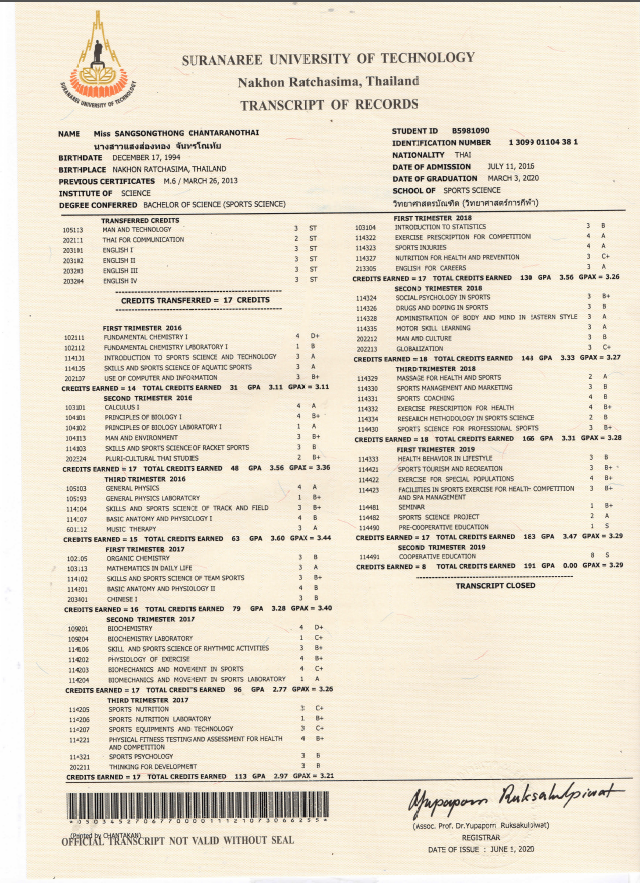 SURANAREE UNIVERSITY OF TECHNOLOGY
SURANAREE UNIVERSITY OF TECHNOLOGY
Nakhon Ratchasima, Thailand
TRANSCRIPT OF RECORDS
NAME Miss SANGSONGTHONG CHANTARANOTHAI
นางสาวแสงส่องทอง จันทรโณทัย
BIRTHDATE DECEMBER 17, 1994
BIRTHPLACE NAKHON RATCHASIMA, THAILAND
PREVIOUS CERTIFICATES M.6 / MARCH 26, 2013
INSTITUTE OF SCIENCE
DEGREE CONFERRED BACHELOR OF SCIENCE (SPORTS SCIENCE)
STUDENT ID B5981090
IDENTIFICATION NUMBER 1 3099 01104 38 1
NATIONALITY THAI
DATE OF ADMISSION JULY 11, 2016
DATE OF GRADUATION MARCH 3, 2020
SCHOOL OF SPORTS SCIENCE
วิทยาศาสตรบัณฑิต (วิทยาศาสตร์การกีฬา)
TRANSFERRED CREDITS
105113 MAN AND TECHNOLOGY 3 ST
202111 THAI FOR COMMUNICATION 2 ST
203101 ENGLISH I 3 ST
203102 ENGLISH II 3 ST
203203 ENGLISH III 3 ST
203204 ENGLISH IV 3 ST
CREDITS TRANSFERRED = 17 CREDITS
FIRST TRIMESTER 2016
102111 FUNDAMENTAL CHEMISTRY I 4 D+
102112 FUNDAMENTAL CHEMISTRY LABORATORY I 1 B
114101 INTRODUCTION TO SPORTS SCIENCE AND TECHNOLOGY 3 A
114105 SKILLS AND SPORTS SCIENCE OF AQUATIC SPORTS 3 A
202107 USE OF COMPUTER AND INFORMATION 3 B+
CREDITS EARNED = 14 TOTAL CREDITS EARNED 31 GPA 3.11 GPAX = 3.11
SECOND TRIMESTER 2016
103101 CALCULUS I 4 A
104101 PRINCIPLES OF BIOLOGY I 4 B+
104102 PRINCIPLES OF BIOLOGY LABORATORY I 1 A
104113 MAN AND ENVIRONMENT 3 B+
114103 SKILLS AND SPORTS SCIENCE OF RACKET SPORTS 3 B
202324 PLURI-CULTURAL THAI STUDIES 2 B+
CREDITS EARNED = 17 TOTAL CREDITS EARNED 48 GPA 3.56 GPAX = 3.36
THIRD TRIMESTER 2016
105103 GENERAL PHYSICS 4 A
105193 GENERAL PHYSICS LABORATORY 1 B+
114104 SKILLS AND SPORTS SCIENCE OF TRACK AND FIELD 3 B+
114107 BASIC ANATOMY AND PHYSIOLOGY I 4 B
601112 MUSIC THERAPY 3 A
CREDITS EARNED = 15 TOTAL CREDITS EARNED 63 GPA 3.60 GPAX = 3.44
FIRST TRIMESTER 2017
102105 ORGANIC CHEMISTRY 3 B
103113 MATHEMATICS IN DAILY LIFE 3 A
114102 SKILLS AND SPORTS SCIENCE OF TEAM SPORTS 3 B+
114201 BASIC ANATOMY AND PHYSIOLOGY II 4 B
203401 CHINESE I 3 B
CREDITS EARNED = 16 TOTAL CREDITS EARNED 79 GPA 3.28 GPAX = 3.40
SECOND TRIMESTER 2017
109201 BIOCHEMISTRY 4 D+
109204 BIOCHEMISTRY LABORATORY 1 C+
114106 SKILL AND SPORTS SCIENCE OF RHYTHMIC ACTIVITIES 3 B+
114202 PHYSIOLOGY OF EXERCISE 4 B+
114203 BIOMECHANICS AND MOVEMENT IN SPORTS 4 C+
114204 BIOMECHANICS AND MOVEMENT IN SPORTS LABORATORY 1 A
CREDITS EARNED = 17 TOTAL CREDITS EARNED 96 GPA 2.77 GPAX = 3.26
THIRD TRIMESTER 2017
114205 SPORTS NUTRITION 3 C+
114206 SPORTS NUTRITION LABORATORY 1 B+
114207 SPORTS EQUIPMENTS AND TECHNOLOGY 3 C+
114221 PHYSICAL FITNESS TESTING AND ASSESSMENT FOR HEALTH 4 B+
AND COMPETITION
114321 SPORTS PSYCHOLOGY 3 B
202211 THINKING FOR DEVELOPMENT 3 B
CREDITS EARNED = 17 TOTAL CREDITS EARNED 113 GPA 2.97 GPAX = 3.21
FIRST TRIMESTER 2018
103104 INTRODUCTION TO STATISTICS 3 B
114322 EXERCISE PRESCRIPTION FOR COMPETITION 4 A
114323 SPORTS INJURIES 4 A
114327 NUTRITION FOR HEALTH AND PREVENTION 3 C+
213305 ENGLISH FOR CAREERS 3 A
CREDITS EARNED = 17 TOTAL CREDITS EARNED 130 GPA 3.56 GPAX = 3.26
SECOND TRIMESTER 2018
114324 SOCIAL PSYCHOLOGY IN SPORTS 3 B+
114326 DRUGS AND DOPING IN SPORTS 3 B
114328 ADMINISTRATION OF BODY AND MIND IN EASTERN STYLE 3 A
114335 MOTOR SKILL LEARNING 3 A
202212 MAN AND CULTURE 3 B
202213 GLOBALIZATION 3 C+
CREDITS EARNED = 18 TOTAL CREDITS EARNED 148 GPA 3.33 GPAX = 3.27
THIRD TRIMESTER 2018
114329 MASSAGE FOR HEALTH AND SPORTS 2 A
114330 SPORTS MANAGEMENT AND MARKETING 3 B
114331 SPORTS COACHING 4 B
114332 EXERCISE PRESCRIPTION FOR HEALTH 4 B+
114334 RESEARCH METHODOLOGY IN SPORTS SCIENCE 2 B
114430 SPORTS SCIENCE FOR PROFESSIONAL SPORTS 3 B+
CREDITS EARNED = 18 TOTAL CREDITS EARNED 166 GPA 3.31 GPAX = 3.28
FIRST TRIMESTER 2019
114333 HEALTH BEHAVIOR IN LIFESTYLE 3 B
114421 SPORTS TOURISM AND RECREATION 3 B+
114422 EXERCISE FOR SPECIAL POPULATIONS 4 B+
114423 FACILITIES IN SPORTS EXERCISE FOR HEALTH COMPETITION 3 B+
AND SPA MANAGEMENT
114481 SEMINAR 1 B+
114482 SPORTS SCIENCE PROJECT 2 A
114490 PRE-COOPERATIVE EDUCATION 1 S
CREDITS EARNED = 17 TOTAL CREDITS EARNED 183 GPA 3.47 GPAX = 3.29
SECOND TRIMESTER 2019
114491 COOPERATIVE EDUCATION 8 S
CREDITS EARNED = 8 TOTAL CREDITS EARNED 191 GPA 0.00 GPAX = 3.29
TRANSCRIPT CLOSED
(Printed by CHANTAKAN)
OFFICIAL TRANSCRIPT NOT VALID WITHOUT SEAL
Yupaporn Ruksakulpiwat
(Assoc. Prof. Dr.Yupaporn Ruksakulpiwat)
REGISTRAR
DATE OF ISSUE : JUNE 1, 2020